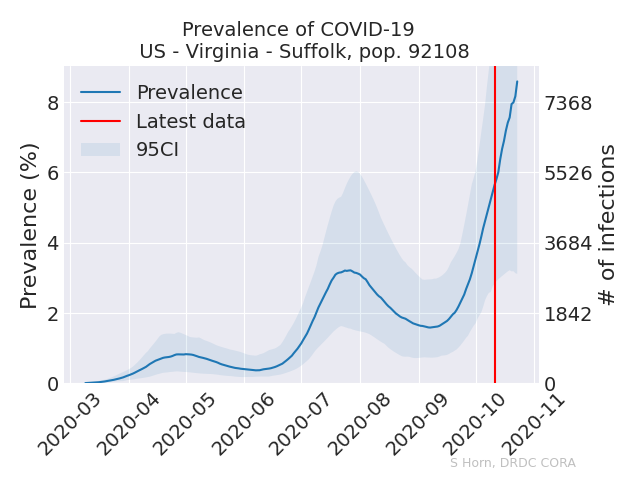 Prevalence of COVID-19
US - Virginia - Suffolk, pop. 92108
Prevalence
Latest data
95CI
Prevalence (%)
8
6
4
2
0
7368
5526
3684
1842
0
# of infections
2020-03
2020-04
2020-05
2020-06
2020-07
2020-08
2020-09
2020-10
2020-11
S Horn, DRDC CORA